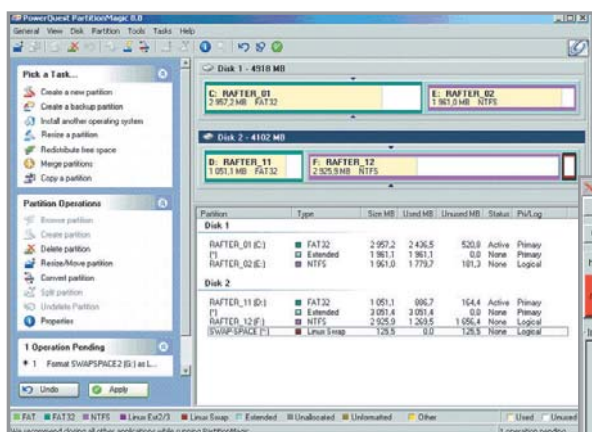 PowerQuest PartitionMagic 8.0
General View Disk Partition Tools Tasks Help
Pick a Task...
Create a new partition
Create a backup partition
Install another operating system
Resize a partition
Redistribute free space
Merge partitions
Copy a partition
Partition Operations
Browse partition
Create partition
Delete partition
Resize/Move partition
Convert partition
Split partition
Undelete Partition
Properties
1 Operation Pending
1 Format SWAPSPACE2 (G:) as L...
Undo Apply
Disk 1 - 4918 MB
C: RAFTER_01
2 957,2 MB FAT32
E: RAFTER_02
1 961,0 MB NTFS
Disk 2 - 4102 MB
D: RAFTER_11
1 051,1 MB FAT32
F: RAFTER_12
2 925,9 MB NTFS
Partition Type Size MB Used MB Unused MB Status Pri/Log
Disk 1
RAFTER_01 (C:) FAT32 2 957,2 2 436,5 520,8 Active Primary
(*) Extended 1 961,1 1 961,1 0,0 None Primary
RAFTER_02 (E:) NTFS 1 961,0 1 779,7 181,3 None Logical
Disk 2
RAFTER_11 (D:) FAT32 1 051,1 886,7 164,4 Active Primary
(*) Extended 3 051,4 3 051,4 0,0 None Primary
RAFTER_12 (F:) NTFS 2 925,9 1 269,5 1 656,4 None Logical
SWAPSPACE (*) Linux Swap 125,5 0,0 125,5 None Logical
FAT FAT32 NTFS Linux Ext2/3 Linux Swap Extended Unallocated Unformatted Other Used Unused
We recommend closing all other applications while running PartitionMagic.
1 operation pending